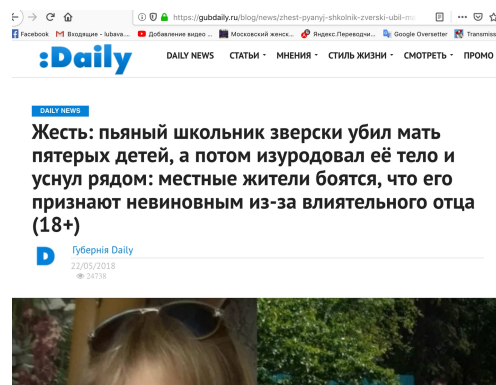 https://gubdaily.ru/blog/news/zhest-pyanyj-shkolnik-zverski-ubil-ma
Facebook Входящие - lubava.... Добавление видео ... Московский женск... Яндекс.Переводчи... Google Oversetter Transmiss
:Daily DAILY NEWS СТАТЬИ МНЕНИЯ СТИЛЬ ЖИЗНИ СМОТРЕТЬ ПРОМО
DAILY NEWS
Жесть: пьяный школьник зверски убил мать
пятерых детей, а потом изуродовал её тело и
уснул рядом: местные жители боятся, что его
признают невиновным из-за влиятельного отца
(18+)
D Губернiя Daily
22/05/2018
24738